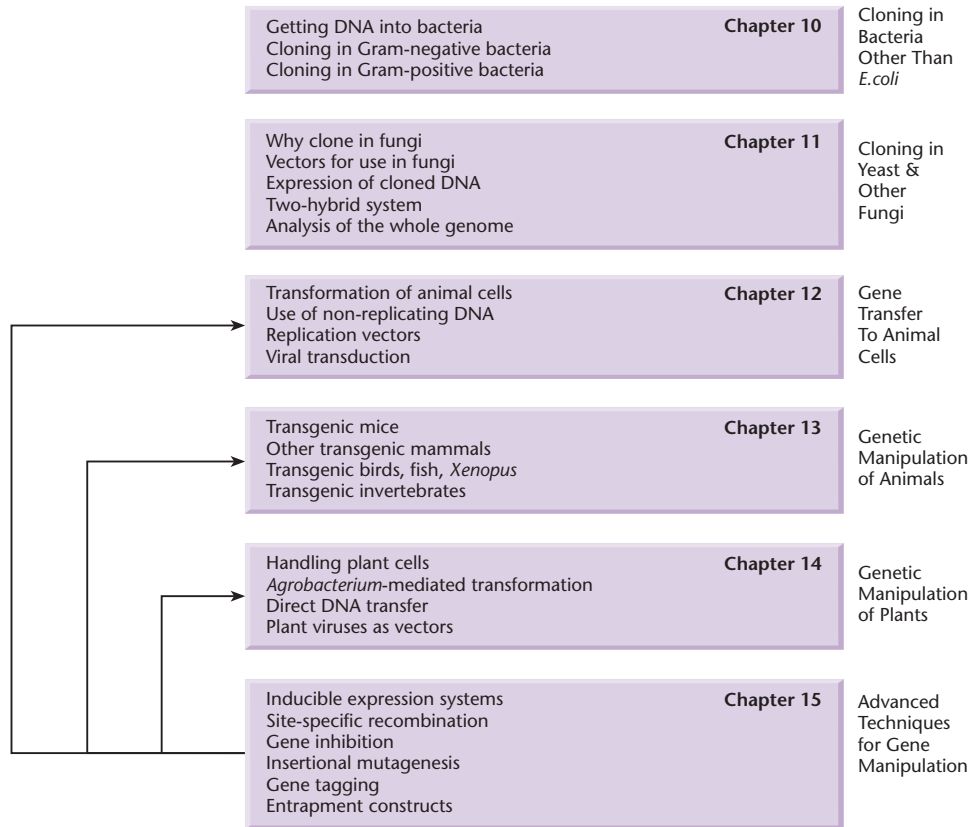 Getting DNA into bacteria
Cloning in Gram-negative bacteria
Cloning in Gram-positive bacteria
Chapter 10
Cloning in
Bacteria
Other Than
E.coli
Why clone in fungi
Vectors for use in fungi
Expression of cloned DNA
Two-hybrid system
Analysis of the whole genome
Chapter 11
Cloning in
Yeast &
Other
Fungi
Transformation of animal cells
Use of non-replicating DNA
Replication vectors
Viral transduction
Chapter 12
Gene
Transfer
To Animal
Cells
Transgenic mice
Other transgenic mammals
Transgenic birds, fish, Xenopus
Transgenic invertebrates
Chapter 13
Genetic
Manipulation
of Animals
Handling plant cells
Agrobacterium-mediated transformation
Direct DNA transfer
Plant viruses as vectors
Chapter 14
Genetic
Manipulation
of Plants
Inducible expression systems
Site-specific recombination
Gene inhibition
Insertional mutagenesis
Gene tagging
Entrapment constructs
Chapter 15
Advanced
Techniques
for Gene
Manipulation